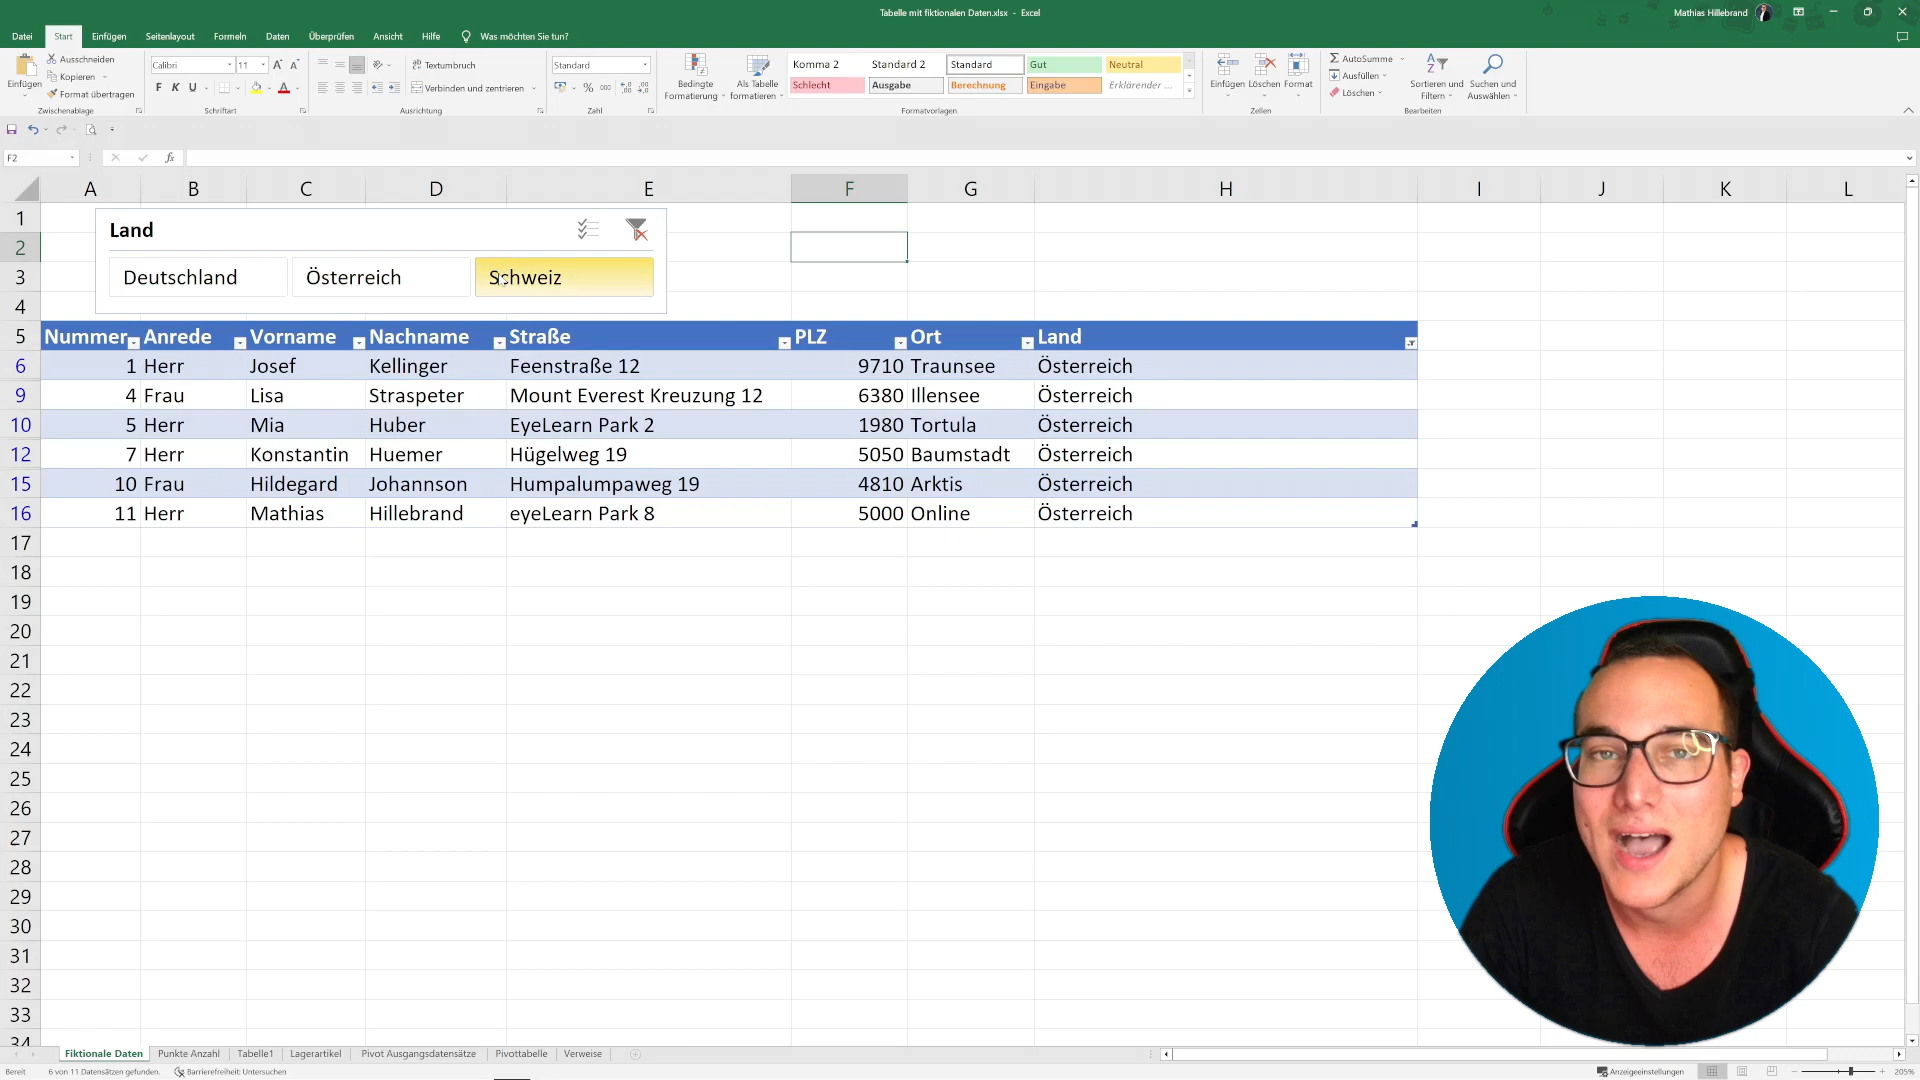 Tabelle mit fiktionalen Daten.xlsx - Excel
Mathias Hillebrand
Datei Start Einfügen Seitenlayout Formeln Daten Überprüfen Ansicht Hilfe Was möchten Sie tun?
Einfügen
Ausschneiden
Kopieren
Format übertragen
Calibri 11
F K U
Textumbruch
Verbinden und zentrieren
Standard
Bedingte Formatierung
Als Tabelle formatieren
Komma 2 Standard 2 Standard Gut Neutral
Schlecht Ausgabe Berechnung Eingabe Erklärender ...
Einfügen Löschen Format
AutoSumme
Ausfüllen
Löschen
Sortieren und Filtern
Suchen und Auswählen
Zwischenablage Schriftart Ausrichtung Zahl Formatvorlagen Zellen Bearbeiten
F2 fx
A B C D E F G H I J K L
1
Land
2
3
Deutschland Österreich Schweiz
4
5 Nummer Anrede Vorname Nachname Straße PLZ Ort Land
6 1 Herr Josef Kellinger Feenstraße 12 9710 Traunsee Österreich
9 4 Frau Lisa Straspeter Mount Everest Kreuzung 12 6380 Illensee Österreich
10 5 Herr Mia Huber EyeLearn Park 2 1980 Tortula Österreich
12 7 Herr Konstantin Huemer Hügelweg 19 5050 Baumstadt Österreich
15 10 Frau Hildegard Johannson Humpalumpaweg 19 4810 Arktis Österreich
16 11 Herr Mathias Hillebrand eyeLearn Park 8 5000 Online Österreich
17
18
19
20
21
22
23
24
25
26
27
28
29
30
31
32
33
34
Fiktionale Daten Punkte Anzahl Tabelle1 Lagerartikel Pivot Ausgangsdatensätze Pivottabelle Verweise
Bereit 6 von 11 Datensätzen gefunden. Barrierefreiheit: Untersuchen Anzeigeeinstellungen 205%